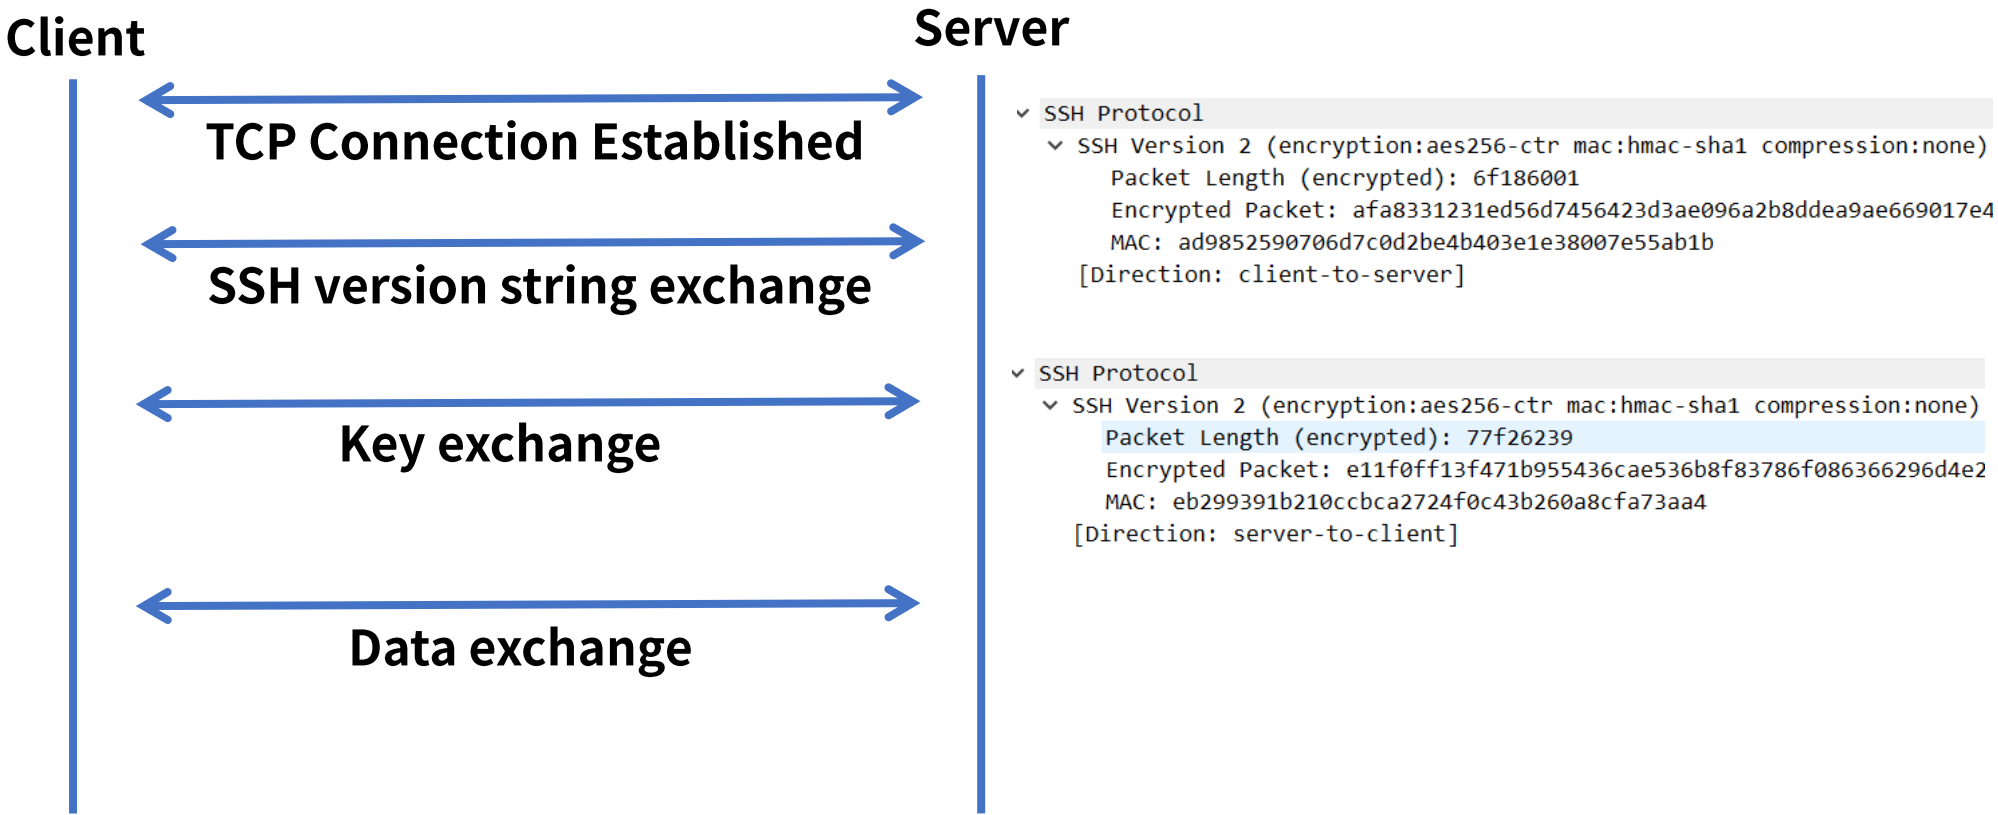 Client
Server
TCP Connection Established
SSH version string exchange
Key exchange
Data exchange
SSH Protocol
SSH Version 2 (encryption:aes256-ctr mac:hmac-sha1 compression:none)
Packet Length (encrypted): 6f186001
Encrypted Packet: afa8331231ed56d7456423d3ae096a2b8ddea9ae669017e4
MAC: ad9852590706d7c0d2be4b403e1e38007e55ab1b
[Direction: client-to-server]
SSH Protocol
SSH Version 2 (encryption:aes256-ctr mac:hmac-sha1 compression:none)
Packet Length (encrypted): 77f26239
Encrypted Packet: e11f0ff13f471b955436cae536b8f83786f086366296d4e2
MAC: eb299391b210ccbca2724f0c43b260a8cfa73aa4
[Direction: server-to-client]